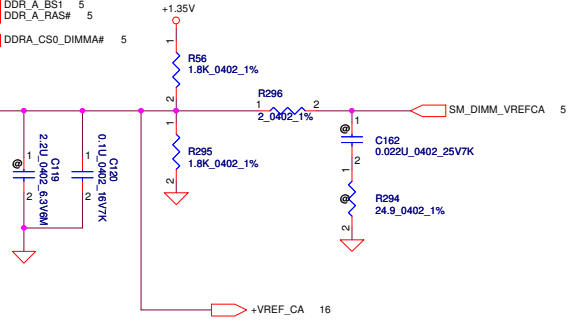 DDR_A_BS1 5
DDR_A_RAS# 5
DDRA_CS0_DIMMA# 5
+1.35V
1
R56
1.8K_0402_1%
2
R296
1 2
2_0402_1%
SM_DIMM_VREFCA 5
1
R295
1.8K_0402_1%
2
@
1
C162
0.022U_0402_25V7K
2
1
@
R294
24.9_0402_1%
2
@
1
2
C119
2.2U_0402_6.3V6M
1
2
C120
0.1U_0402_16V7K
+VREF_CA 16